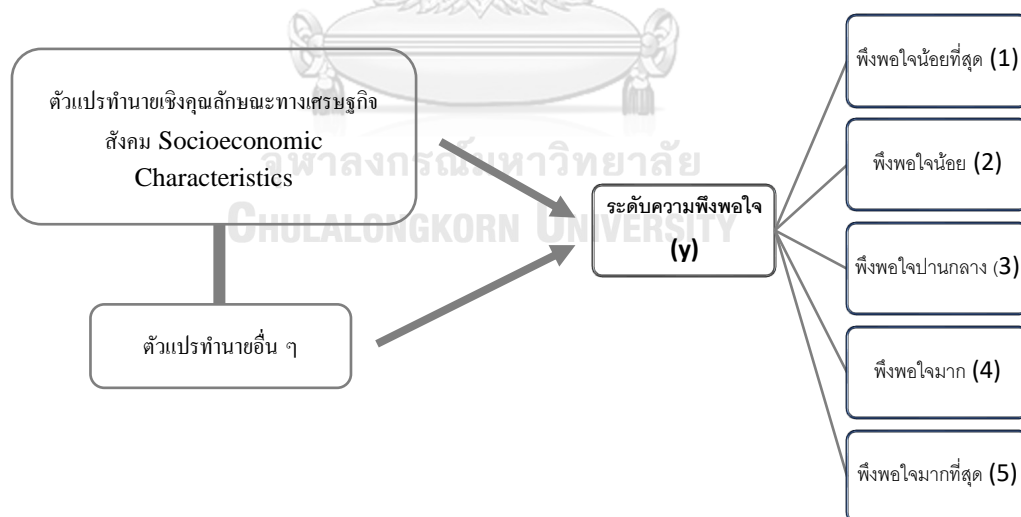 ตัวแปรทำนายเชิงคุณลักษณะทางเศรษฐกิจ
สังคม Socioeconomic
Characteristics
ตัวแปรทำนายอื่น ๆ
จุฬาลงกรณ์มหาวิทยาลัย
CHULALONGKORN UNIVERSITY
ระดับความพึงพอใจ
(y)
พึงพอใจน้อยที่สุด (1)
พึงพอใจน้อย (2)
พึงพอใจปานกลาง (3)
พึงพอใจมาก (4)
พึงพอใจมากที่สุด (5)